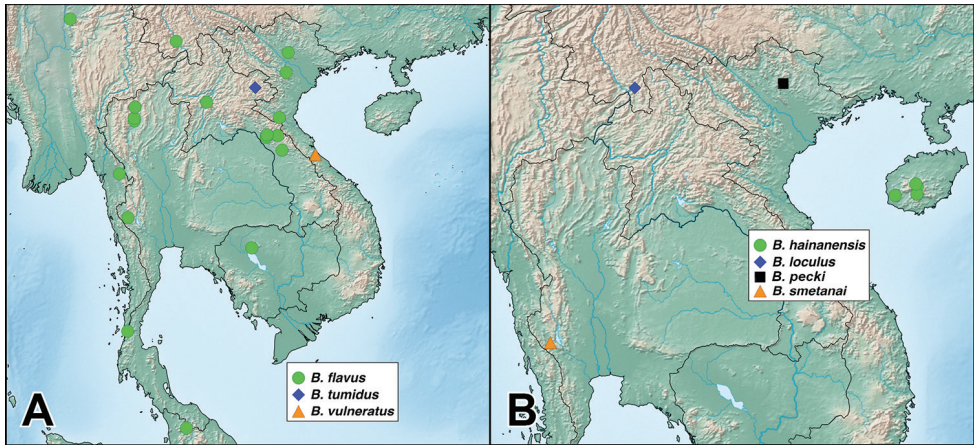 A
B. flavus
B. tumidus
B. vulneratus
B
B. hainanensis
B. loculus
B. pecki
B. smetanai